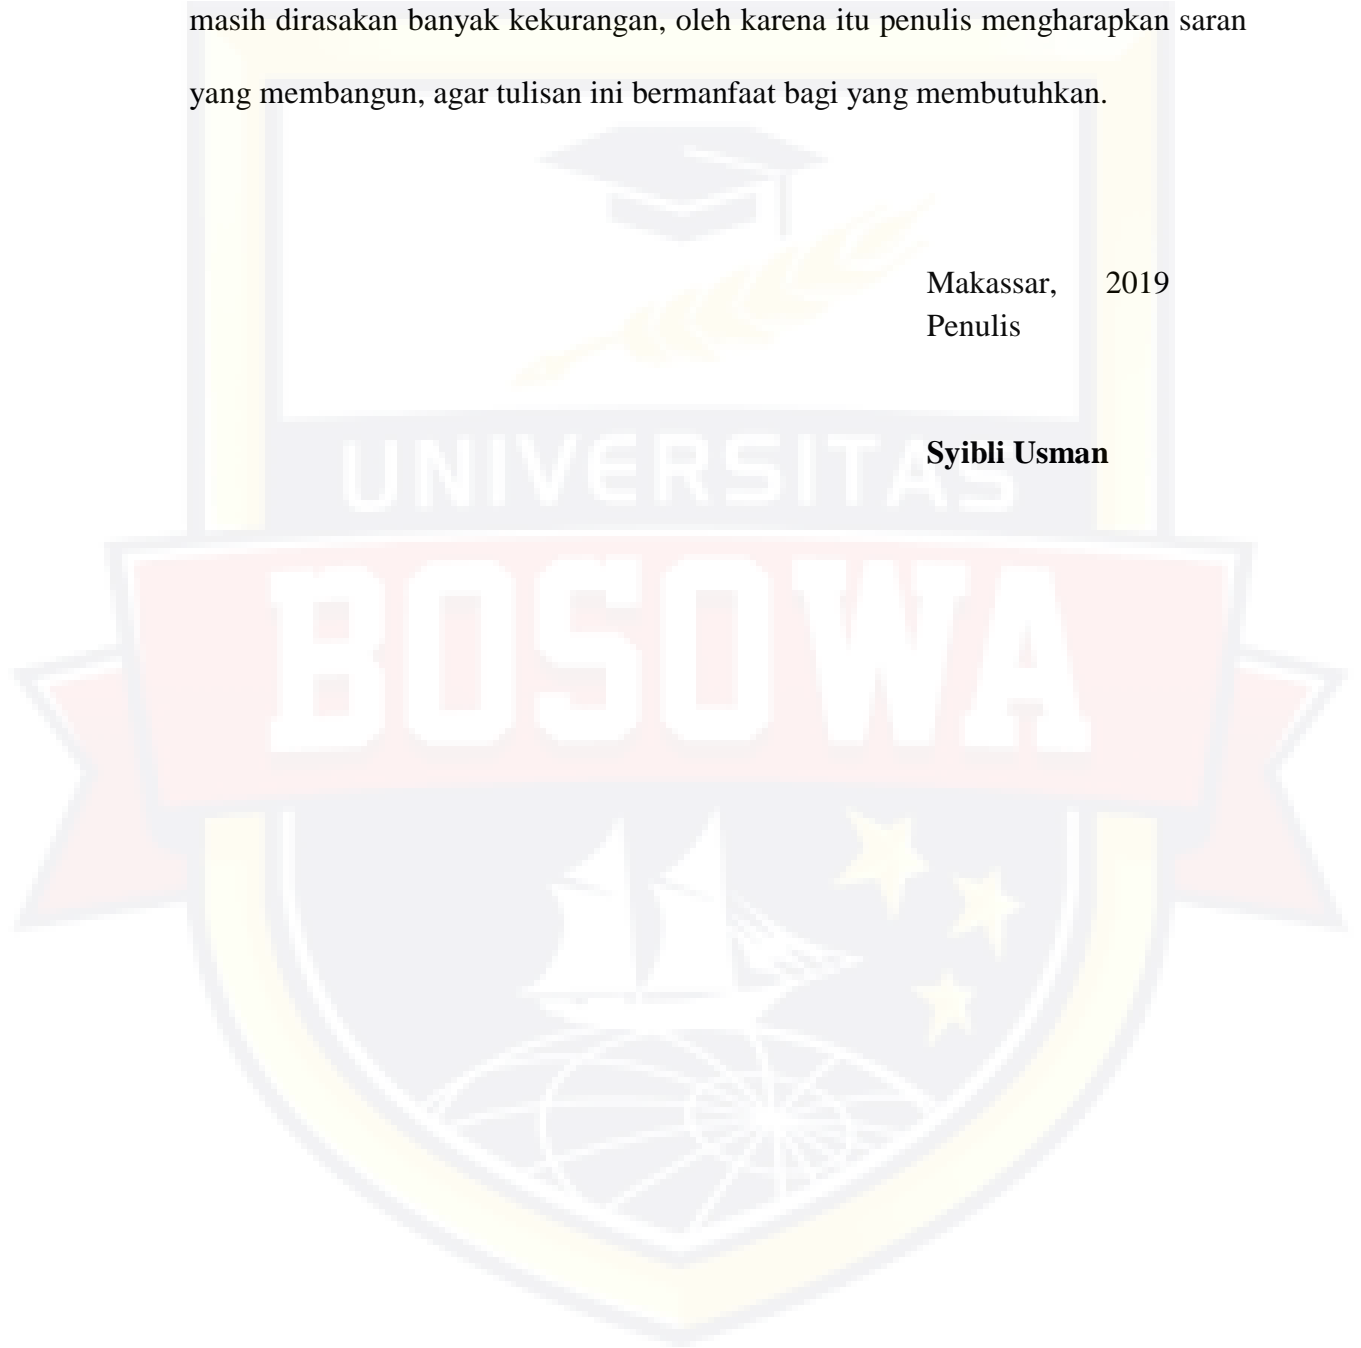 masih dirasakan banyak kekurangan, oleh karena itu penulis mengharapkan saran
yang membangun, agar tulisan ini bermanfaat bagi yang membutuhkan.
Makassar, 2019
Penulis
Syibli Usman
UNIVERSITAS
BOSOWA